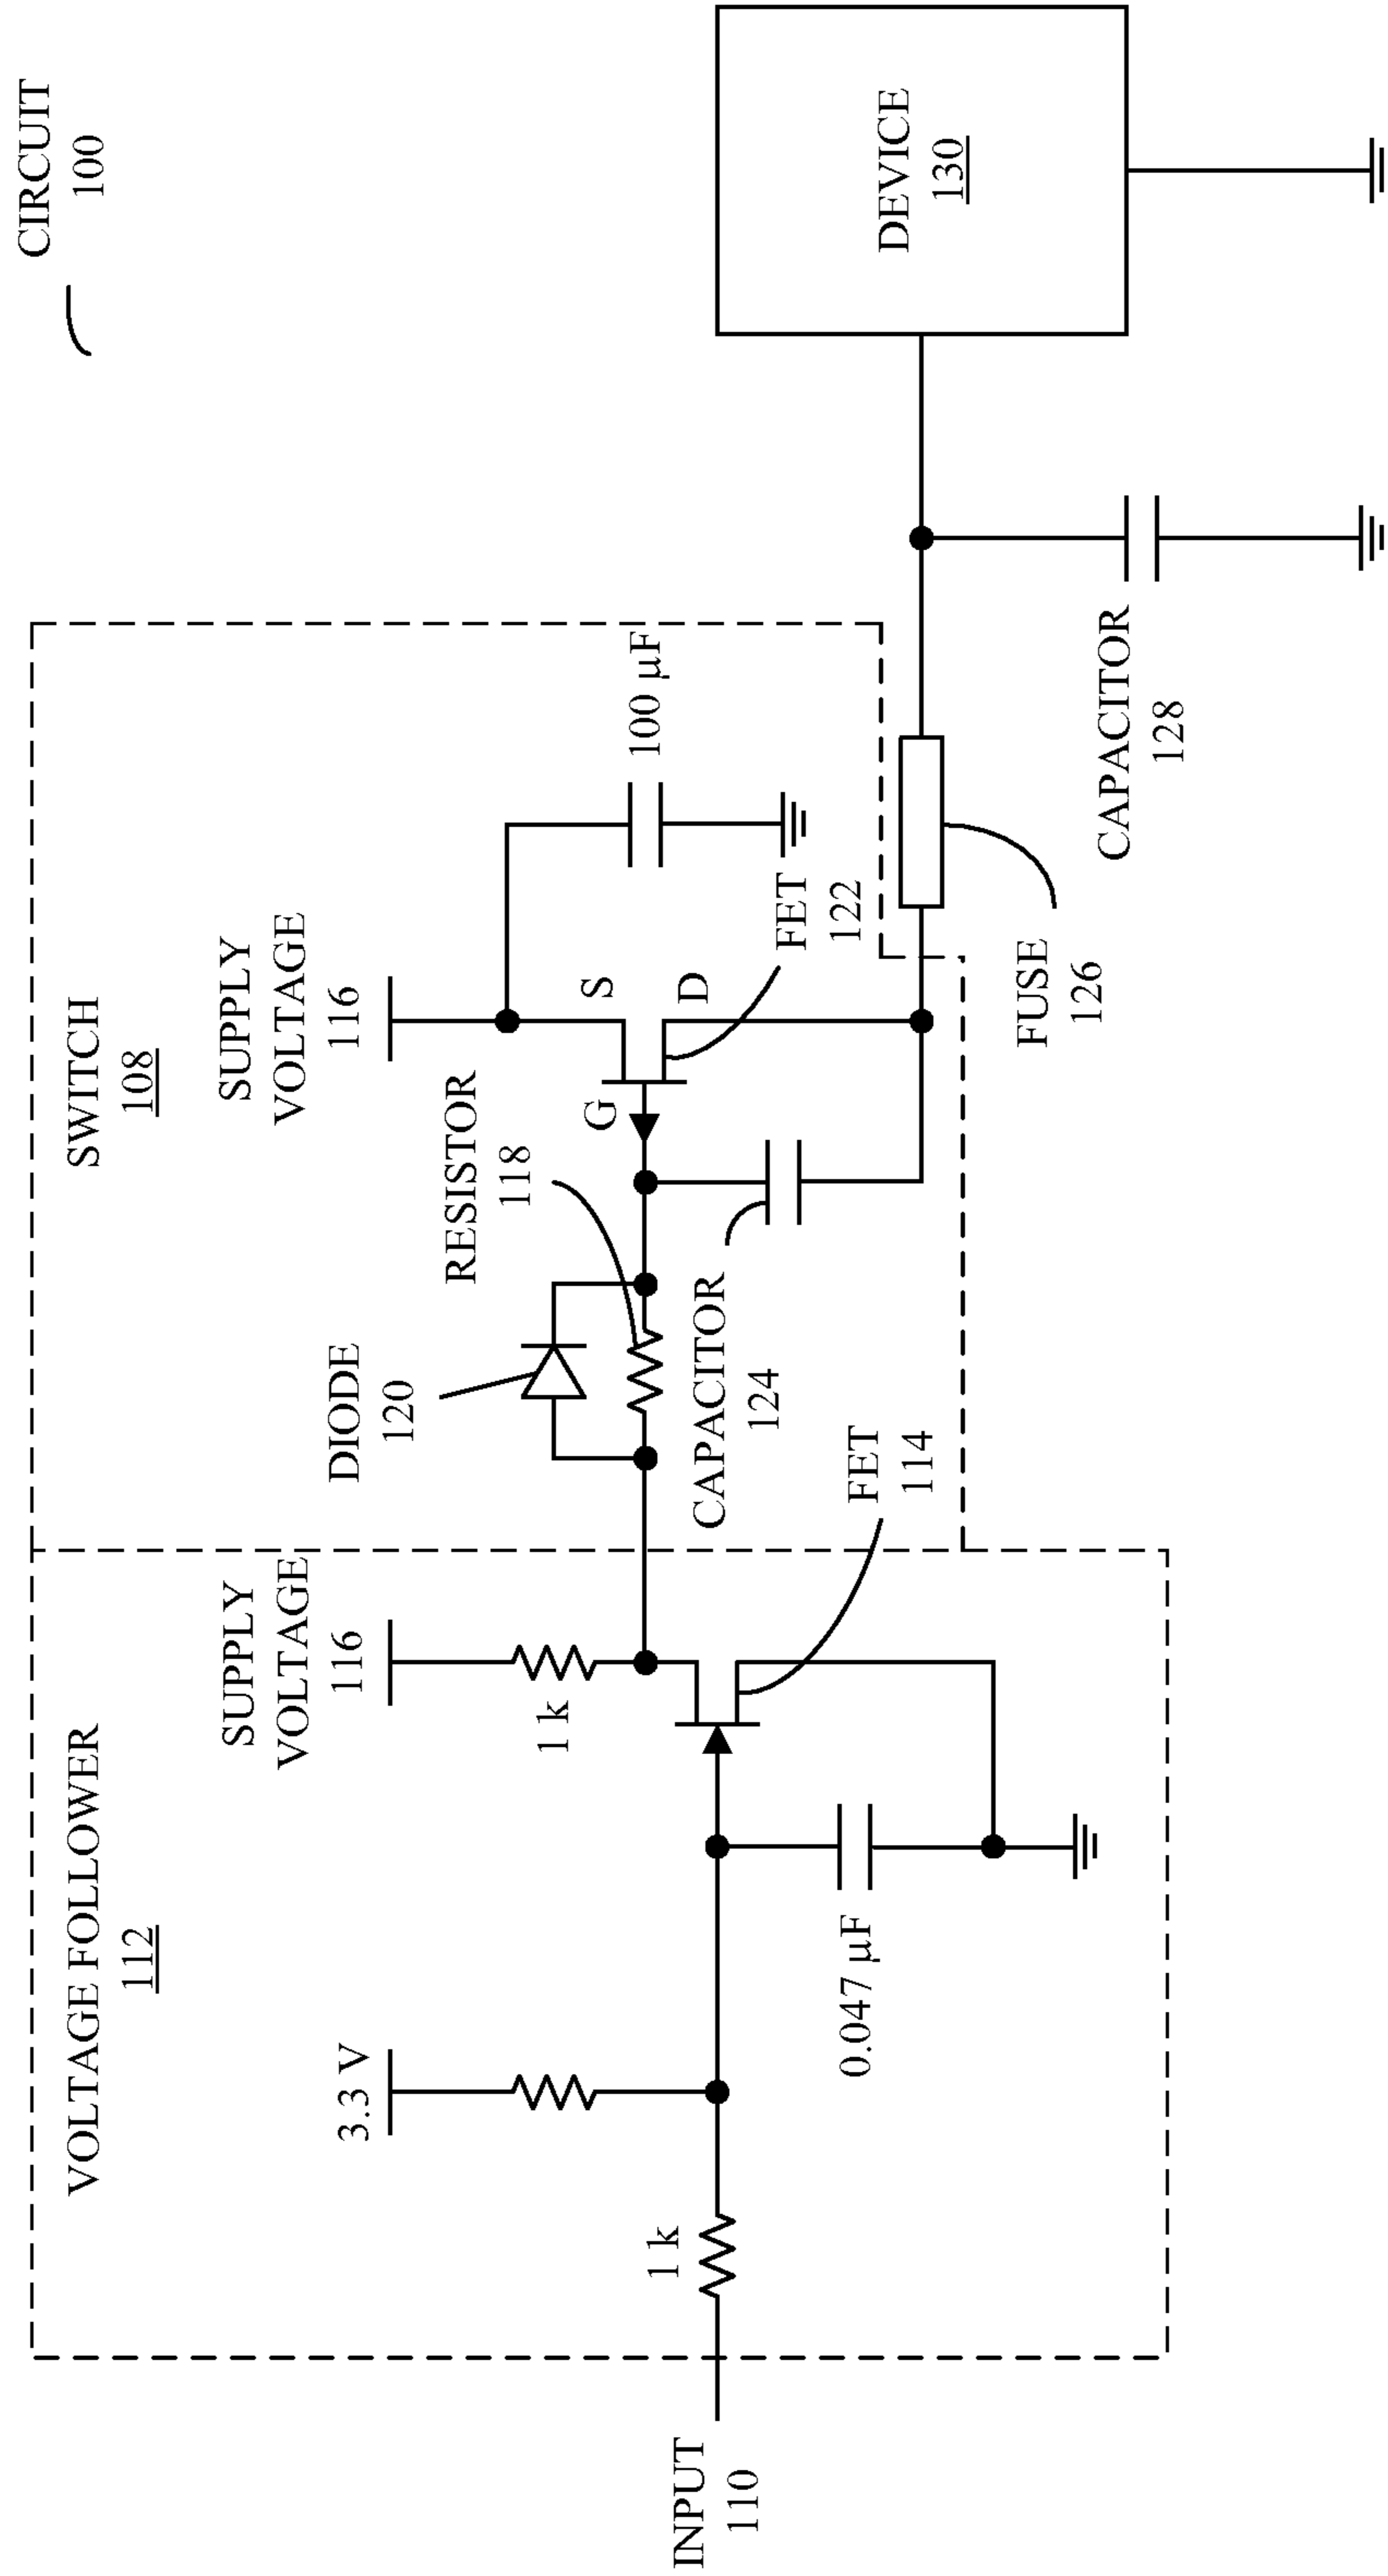 CIRCUIT
100
VOLTAGE FOLLOWER
112
SWITCH
108
SUPPLY
VOLTAGE
116
SUPPLY
VOLTAGE
116
3.3 V
DIODE
120
RESISTOR
118
1 k
G
S
D
100 µF
INPUT
110
1 k
CAPACITOR
124
FET
122
0.047 µF
FET
114
DEVICE
130
FUSE
126
CAPACITOR
128